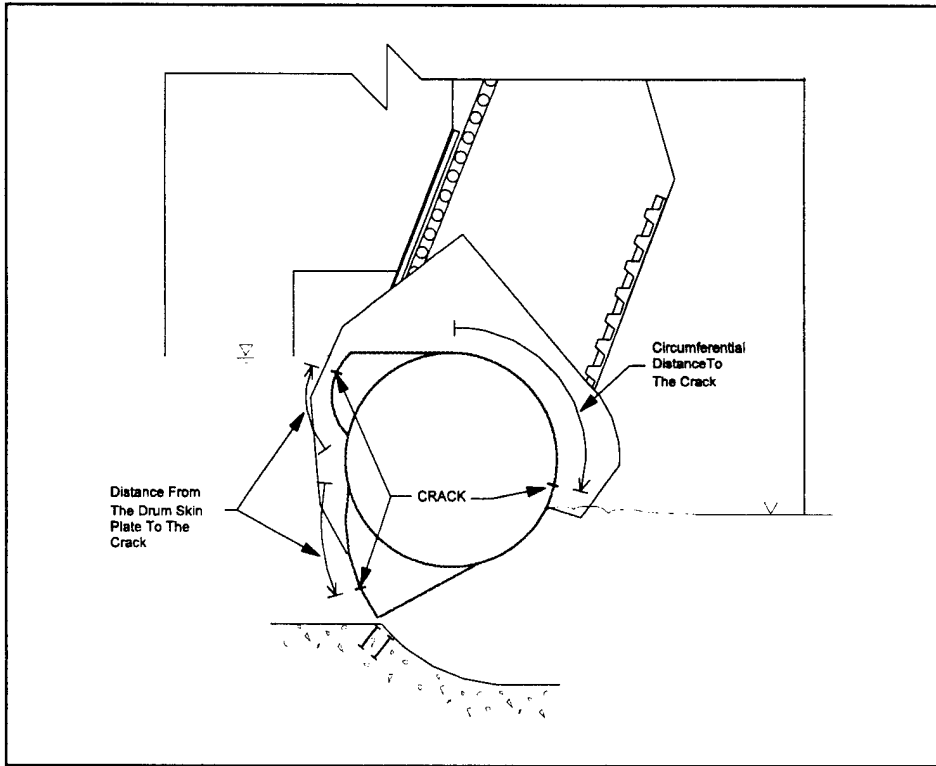 Circumferential
DistanceTo
The Crack
CRACK
Distance From
The Drum Skin
Plate To The
Crack